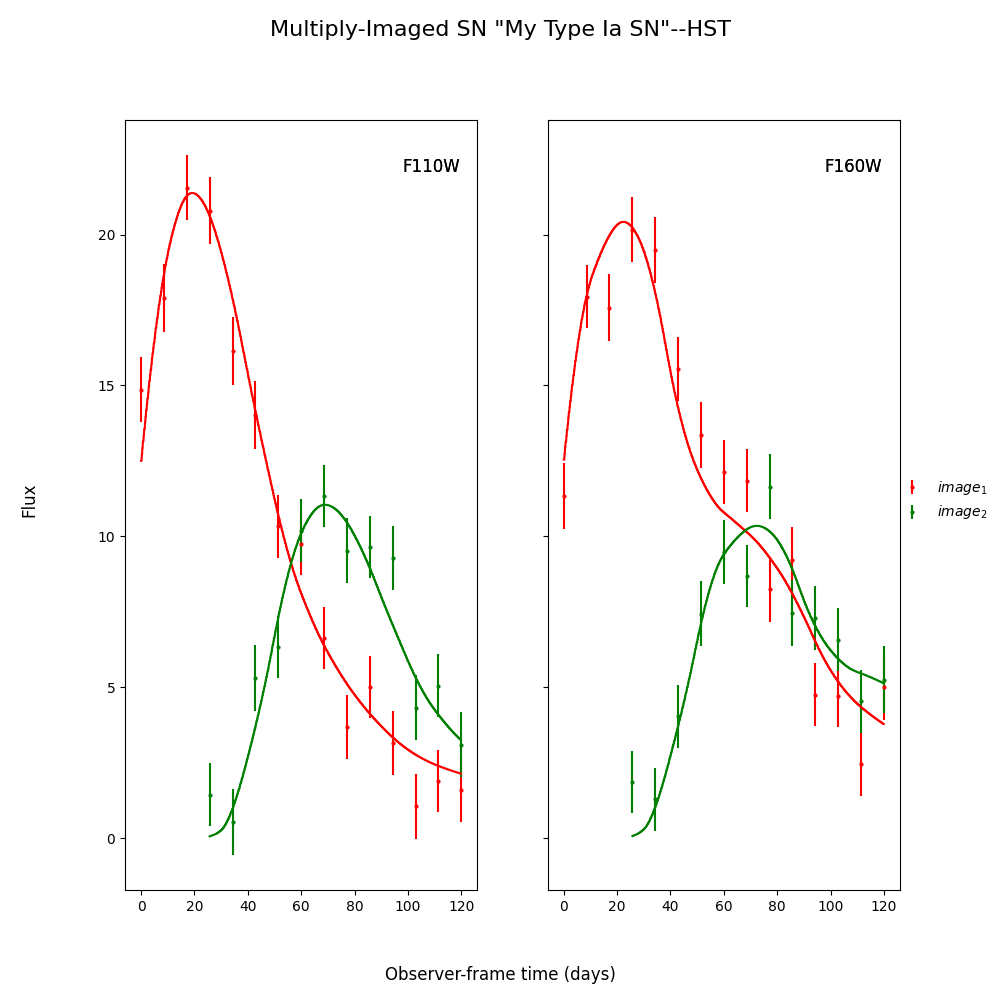 Multiply-Imaged SN "My Type Ia SN"--HST
F110W
F160W
20
15
10
5
0
Flux
image1
image2
0 20 40 60 80 100 120
0 20 40 60 80 100 120
Observer-frame time (days)